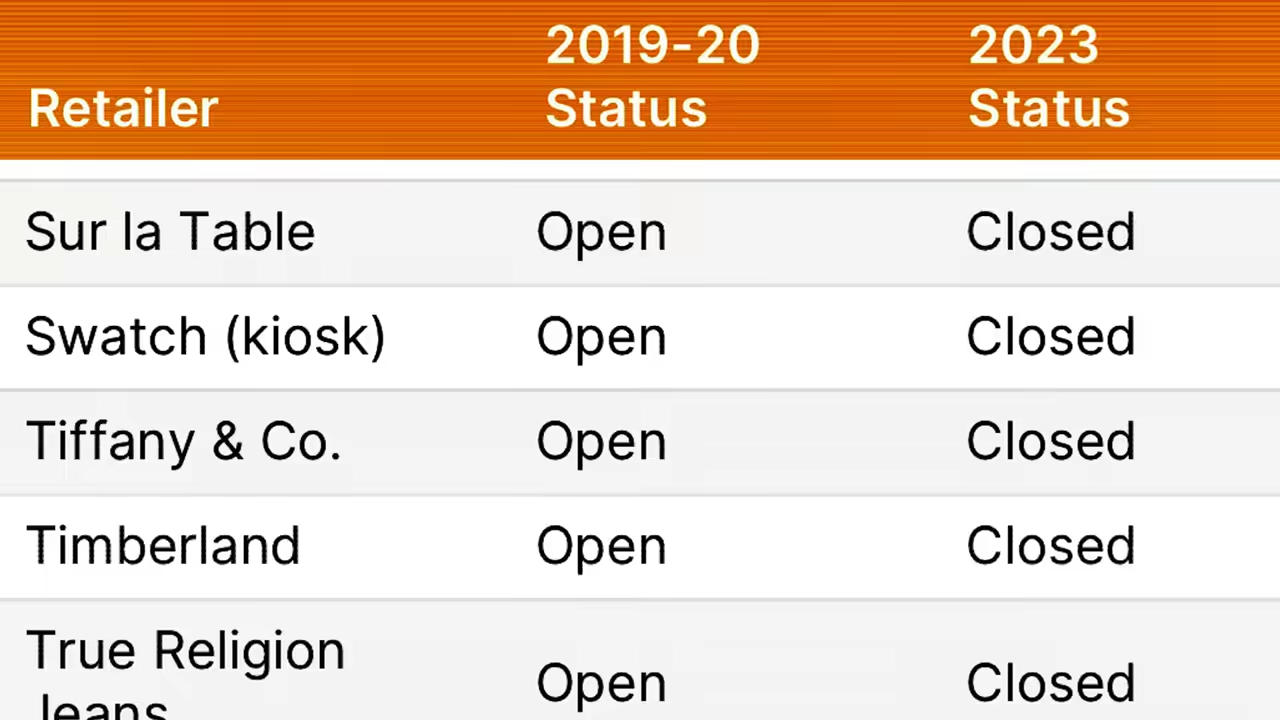 Retailer 2019-20 Status 2023 Status
Sur la Table Open Closed
Swatch (kiosk) Open Closed
Tiffany & Co. Open Closed
Timberland Open Closed
True Religion Jeans Open Closed